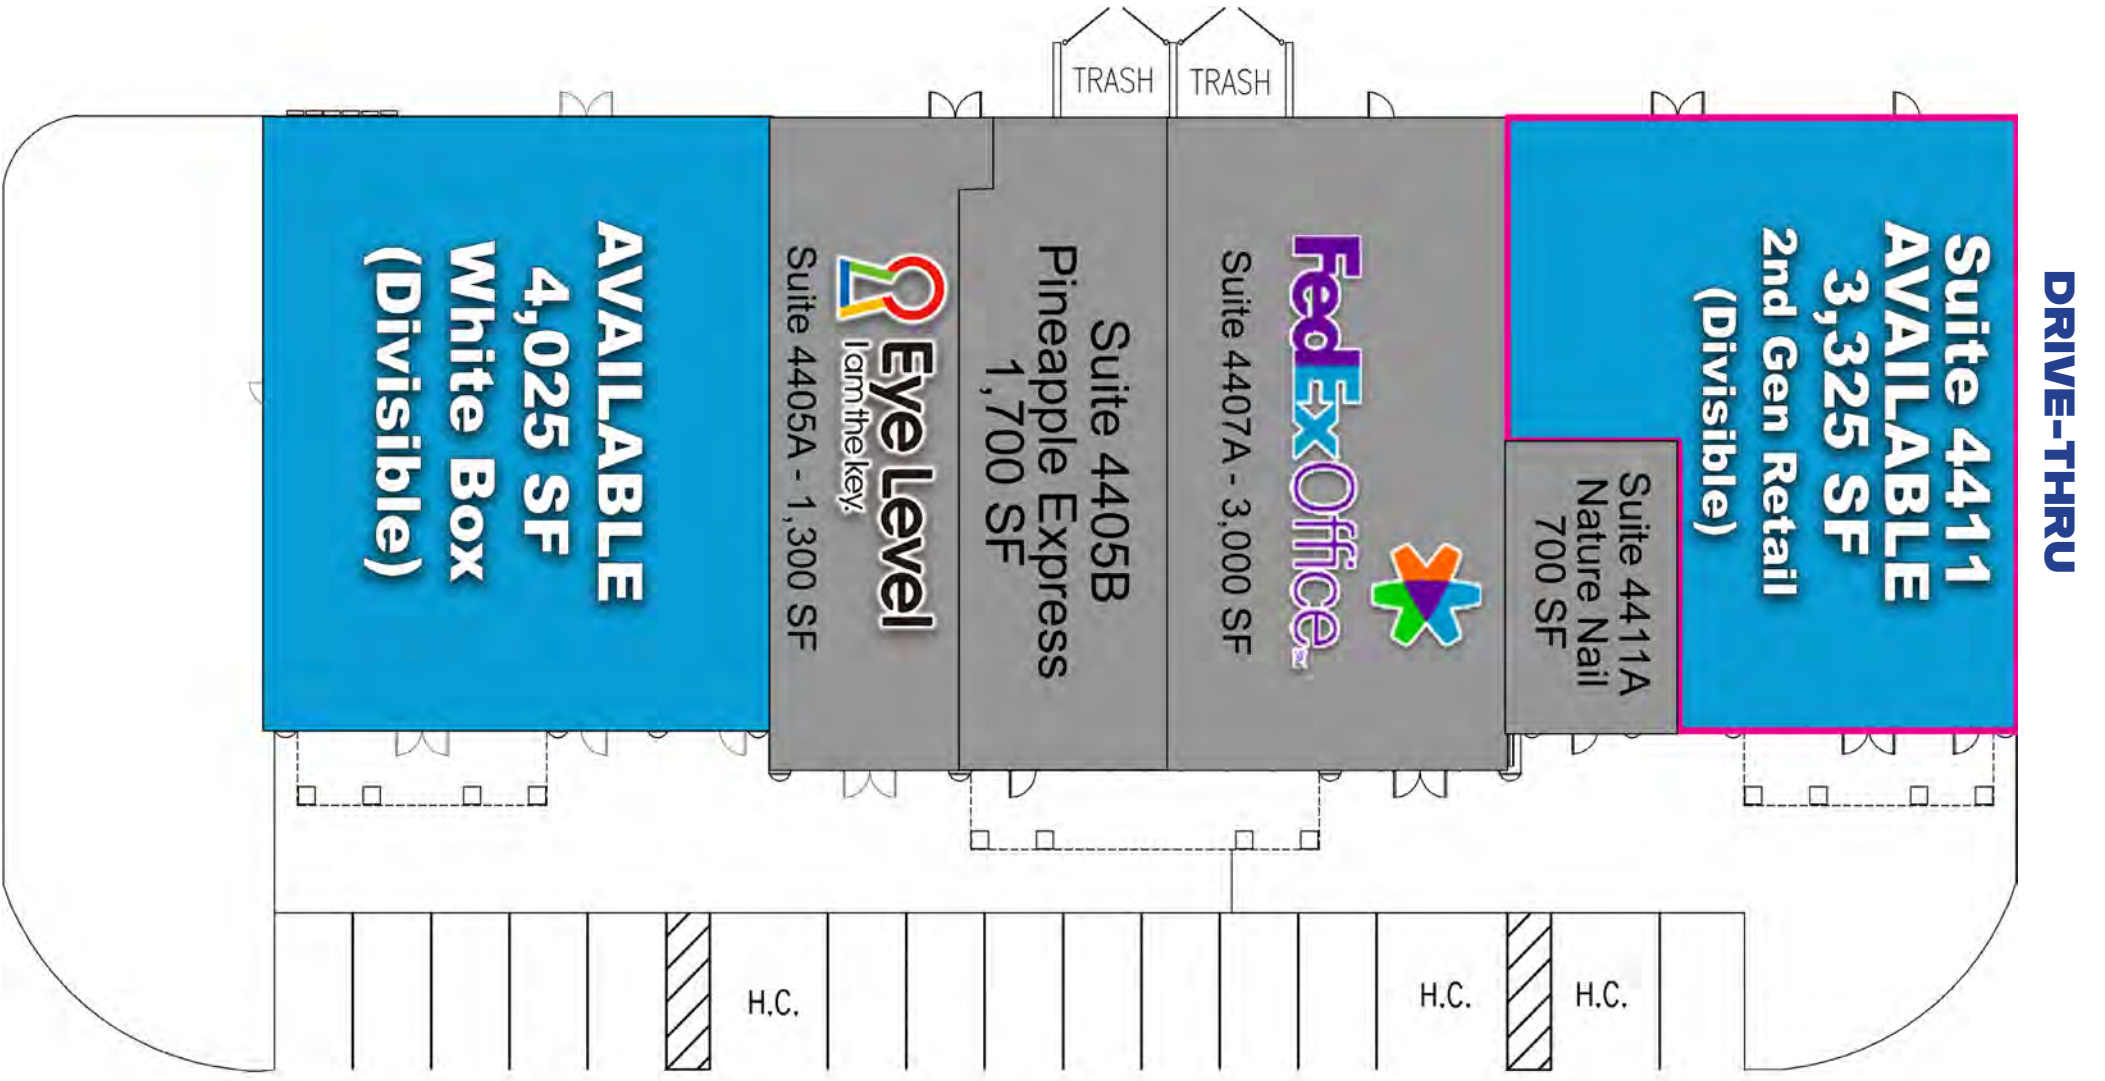 TRASH
TRASH
AVAILABLE
4,025 SF
White Box
(Divisible)
Eye Level
I am the key.
Suite 4405A - 1,300 SF
Suite 4405B
Pineapple Express
1,700 SF
FedEx Office
SM
Suite 4407A - 3,000 SF
Suite 4411
AVAILABLE
3,325 SF
2nd Gen Retail
(Divisible)
Suite 4411A
Nature Nail
700 SF
DRIVE-THRU
H.C.
H.C.
H.C.